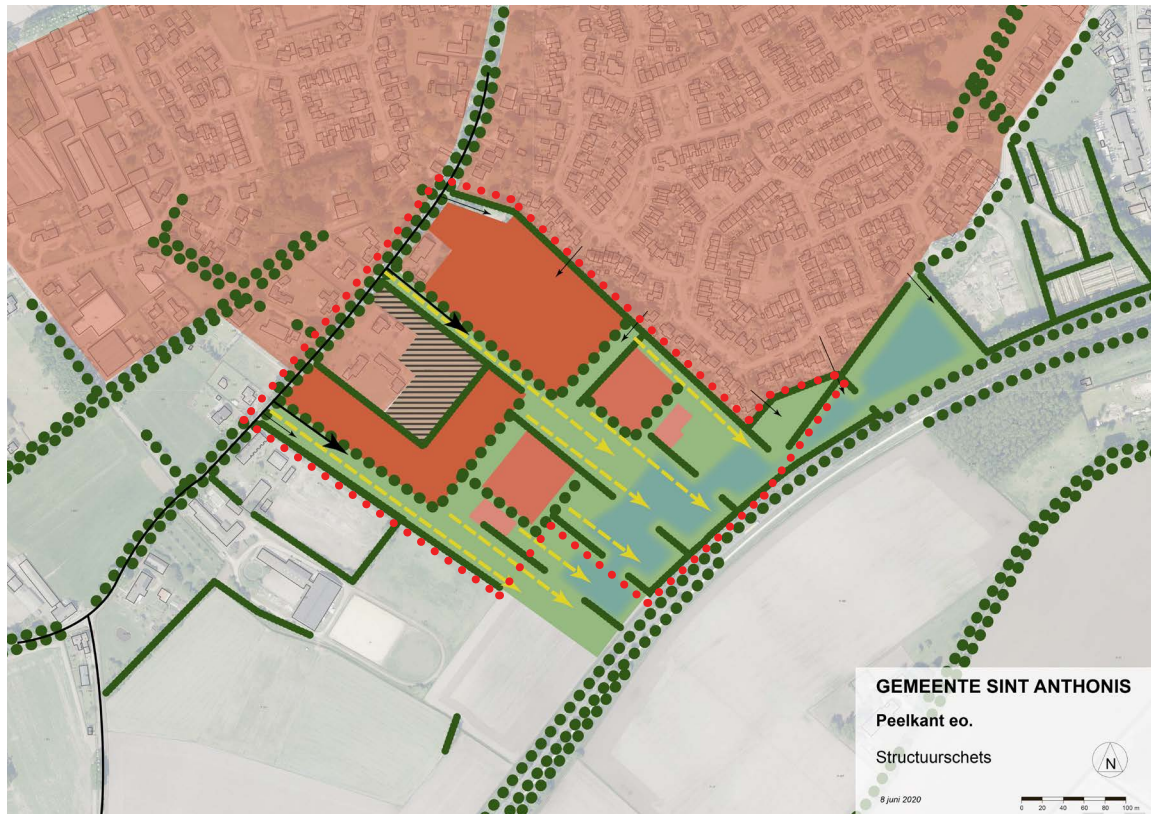 GEMEENTE SINT ANTHONIS
Peelkant eo.
Structuurschets
N
8 juni 2020
0 20 40 60 80 100 m